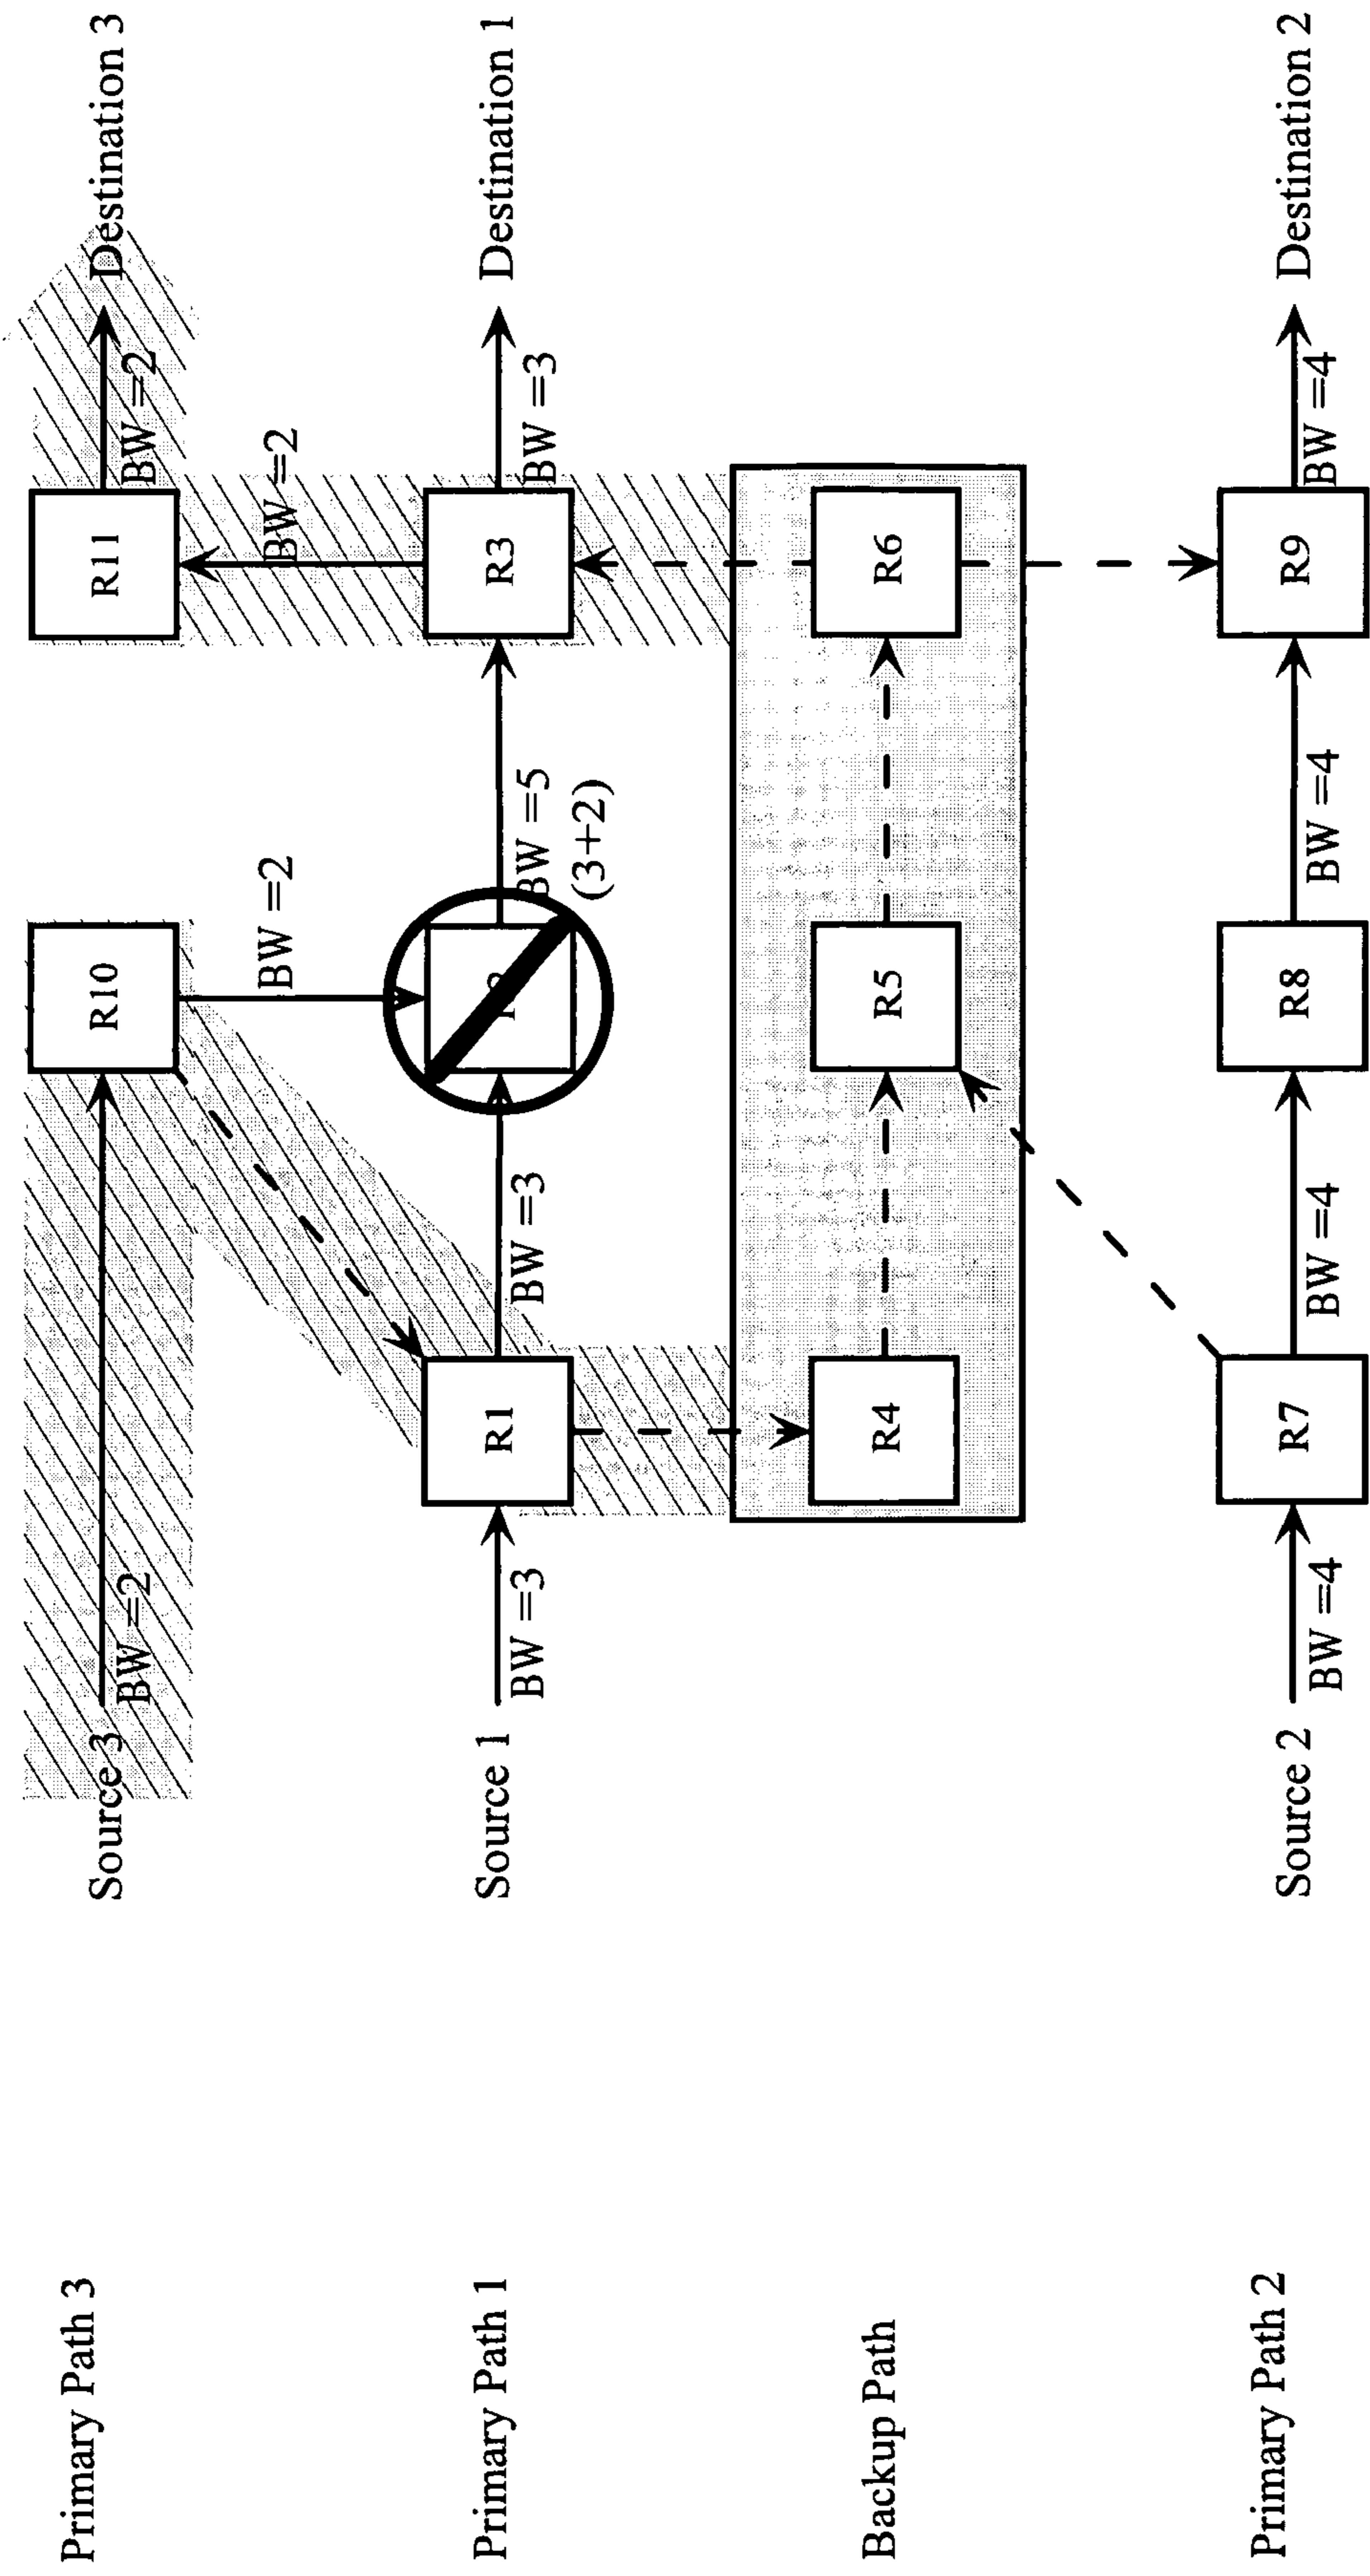 Primary Path 3
Source 3
R10
R11
Destination 3
BW =2
BW =2
BW =2
BW =2
Primary Path 1
Source 1
R1
R3
Destination 1
BW =3
BW =3
BW =5
(3+2)
BW =3
Backup Path
R4
R5
R6
Primary Path 2
Source 2
R7
R8
R9
Destination 2
BW =4
BW =4
BW =4
BW =4